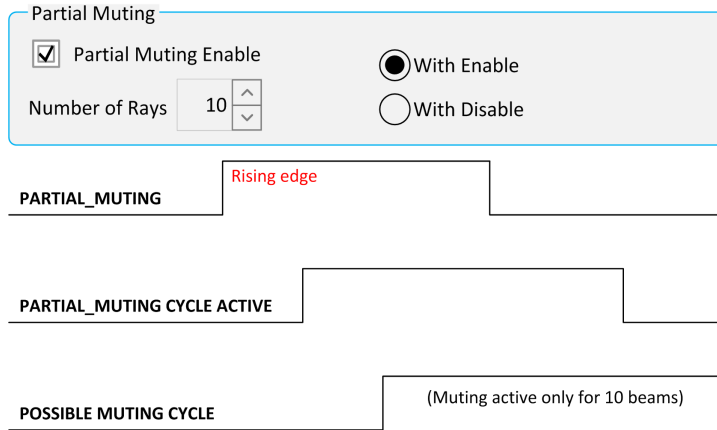 Partial Muting
Partial Muting Enable
With Enable
Number of Rays 10
With Disable
Rising edge
PARTIAL_MUTING
PARTIAL_MUTING CYCLE ACTIVE
(Muting active only for 10 beams)
POSSIBLE MUTING CYCLE